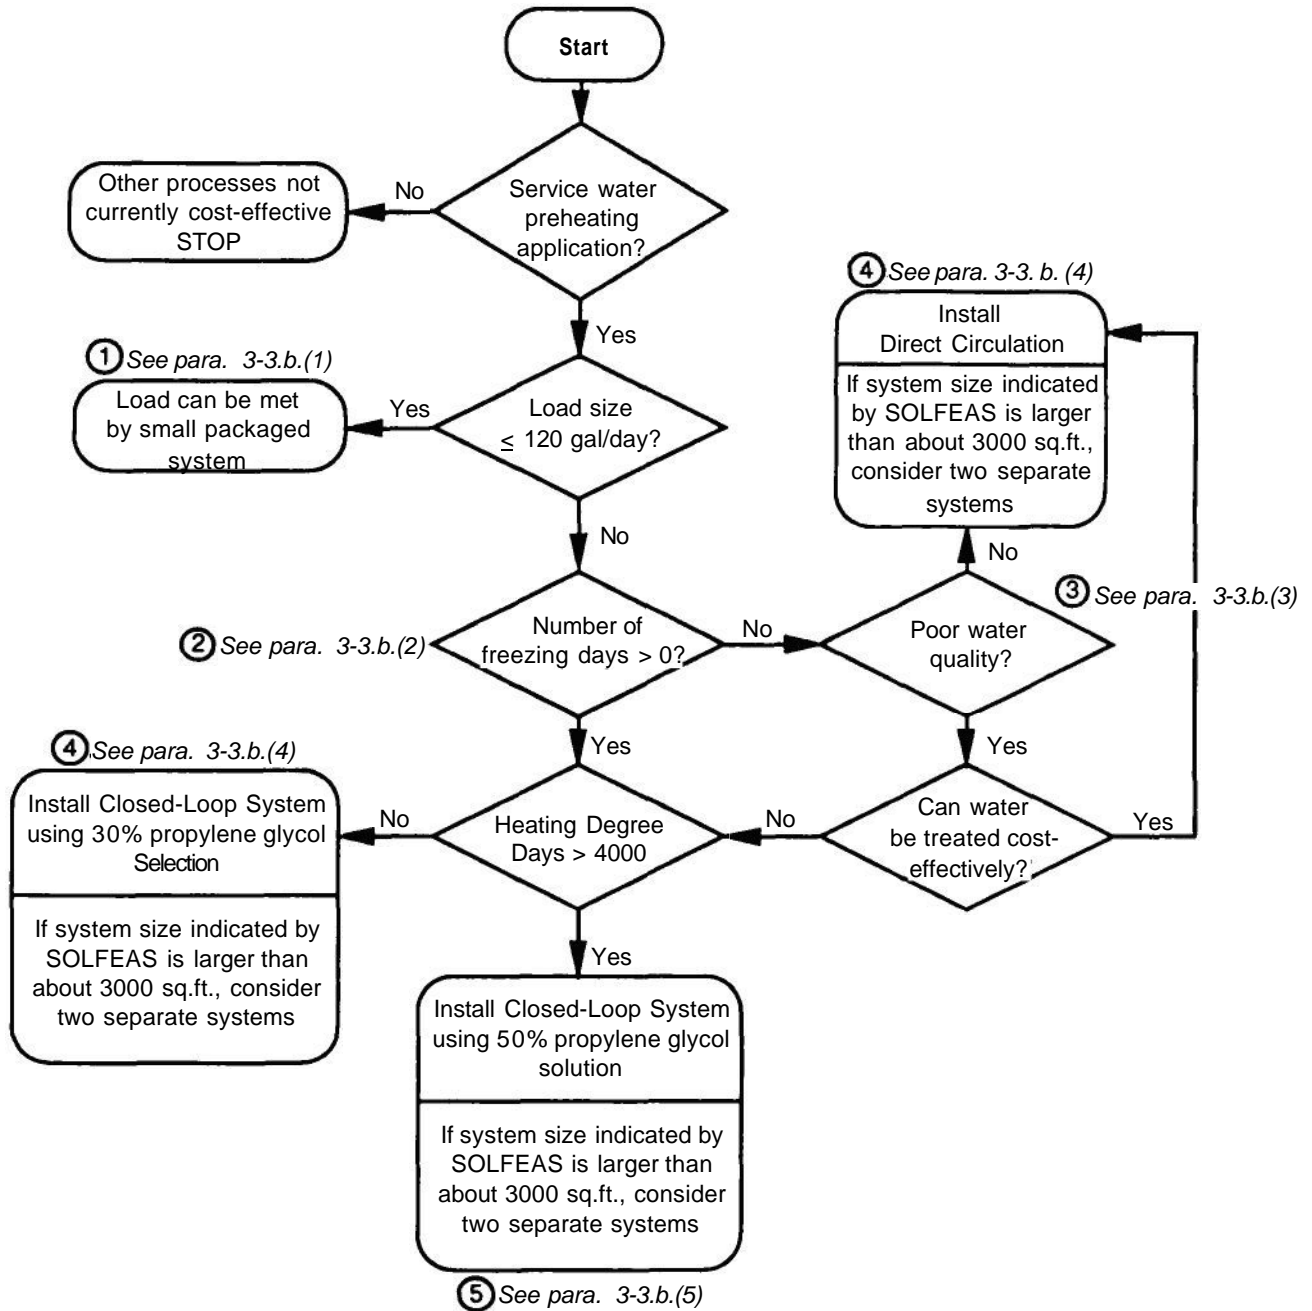 Start
Service water
preheating
application?
No
Other processes not
currently cost-effective
STOP
Yes
① See para. 3-3.b.(1)
Load can be met
by small packaged
system
Yes
Load size
≤ 120 gal/day?
④ See para. 3-3. b. (4)
Install
Direct Circulation
If system size indicated
by SOLFEAS is larger
than about 3000 sq.ft.,
consider two separate
systems
No
No
② See para. 3-3.b.(2)
Number of
freezing days > 0?
No
Poor water
quality?
③ See para. 3-3.b.(3)
Yes
Yes
④ See para. 3-3.b.(4)
Install Closed-Loop System
using 30% propylene glycol
Selection
If system size indicated by
SOLFEAS is larger than
about 3000 sq.ft., consider
two separate systems
No
Heating Degree
Days > 4000
No
Can water
be treated cost-
effectively?
Yes
Yes
Install Closed-Loop System
using 50% propylene glycol
solution
If system size indicated by
SOLFEAS is larger than
about 3000 sq.ft., consider
two separate systems
⑤ See para. 3-3.b.(5)